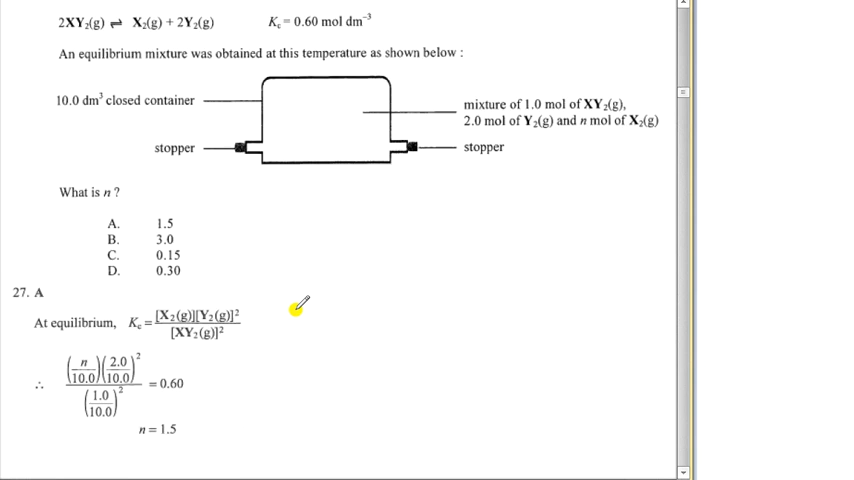 2XY₂(g) ⇌ X₂(g) + 2Y₂(g) K꜀ = 0.60 mol dm⁻³
An equilibrium mixture was obtained at this temperature as shown below :
10.0 dm³ closed container
mixture of 1.0 mol of XY₂(g),
2.0 mol of Y₂(g) and n mol of X₂(g)
stopper
stopper
What is n ?
A. 1.5
B. 3.0
C. 0.15
D. 0.30
27. A
At equilibrium, K꜀ = [X₂(g)][Y₂(g)]² / [XY₂(g)]²
∴ (n/10.0)(2.0/10.0)² / (1.0/10.0)² = 0.60
n = 1.5